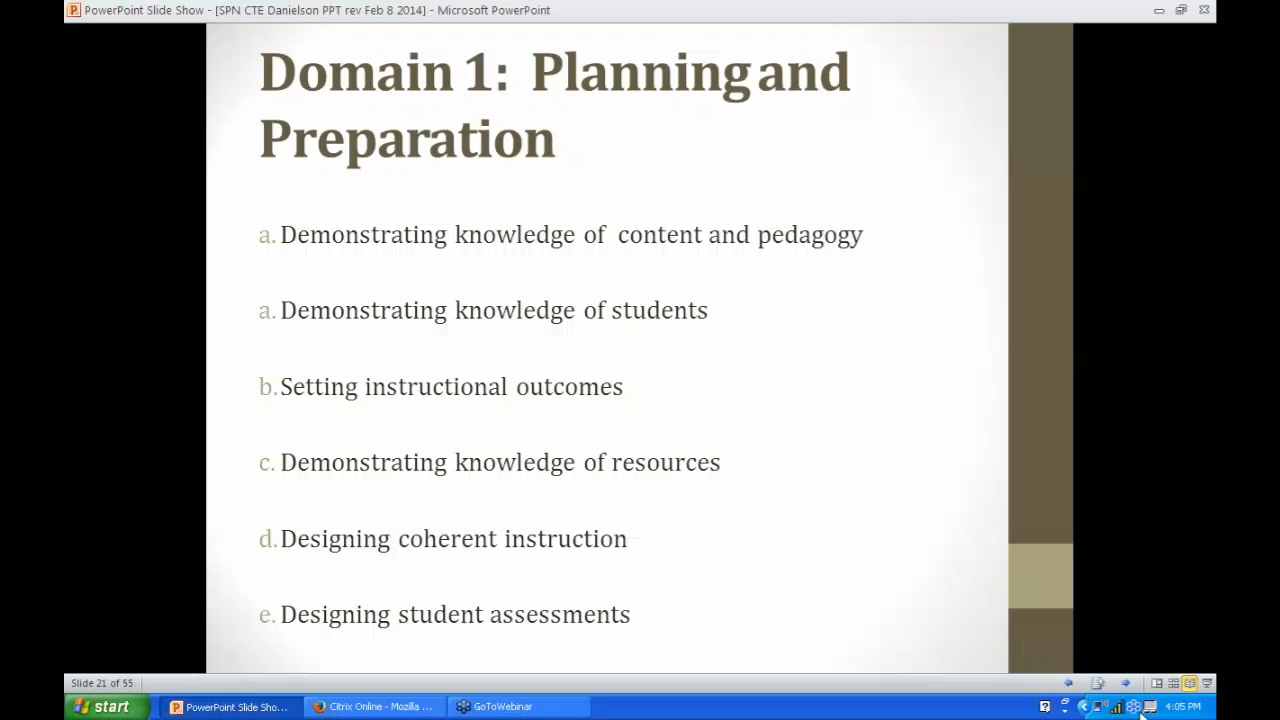 PowerPoint Slide Show - [SPN CTE Danielson PPT rev Feb 8 2014] - Microsoft PowerPoint
Domain 1:  Planning and
Preparation
a. Demonstrating knowledge of  content and pedagogy
a. Demonstrating knowledge of students
b. Setting instructional outcomes
c. Demonstrating knowledge of resources
d. Designing coherent instruction
e. Designing student assessments
Slide 21 of 55
start PowerPoint Slide Sho... Citrix Online - Mozilla ... GoToWebinar 4:05 PM